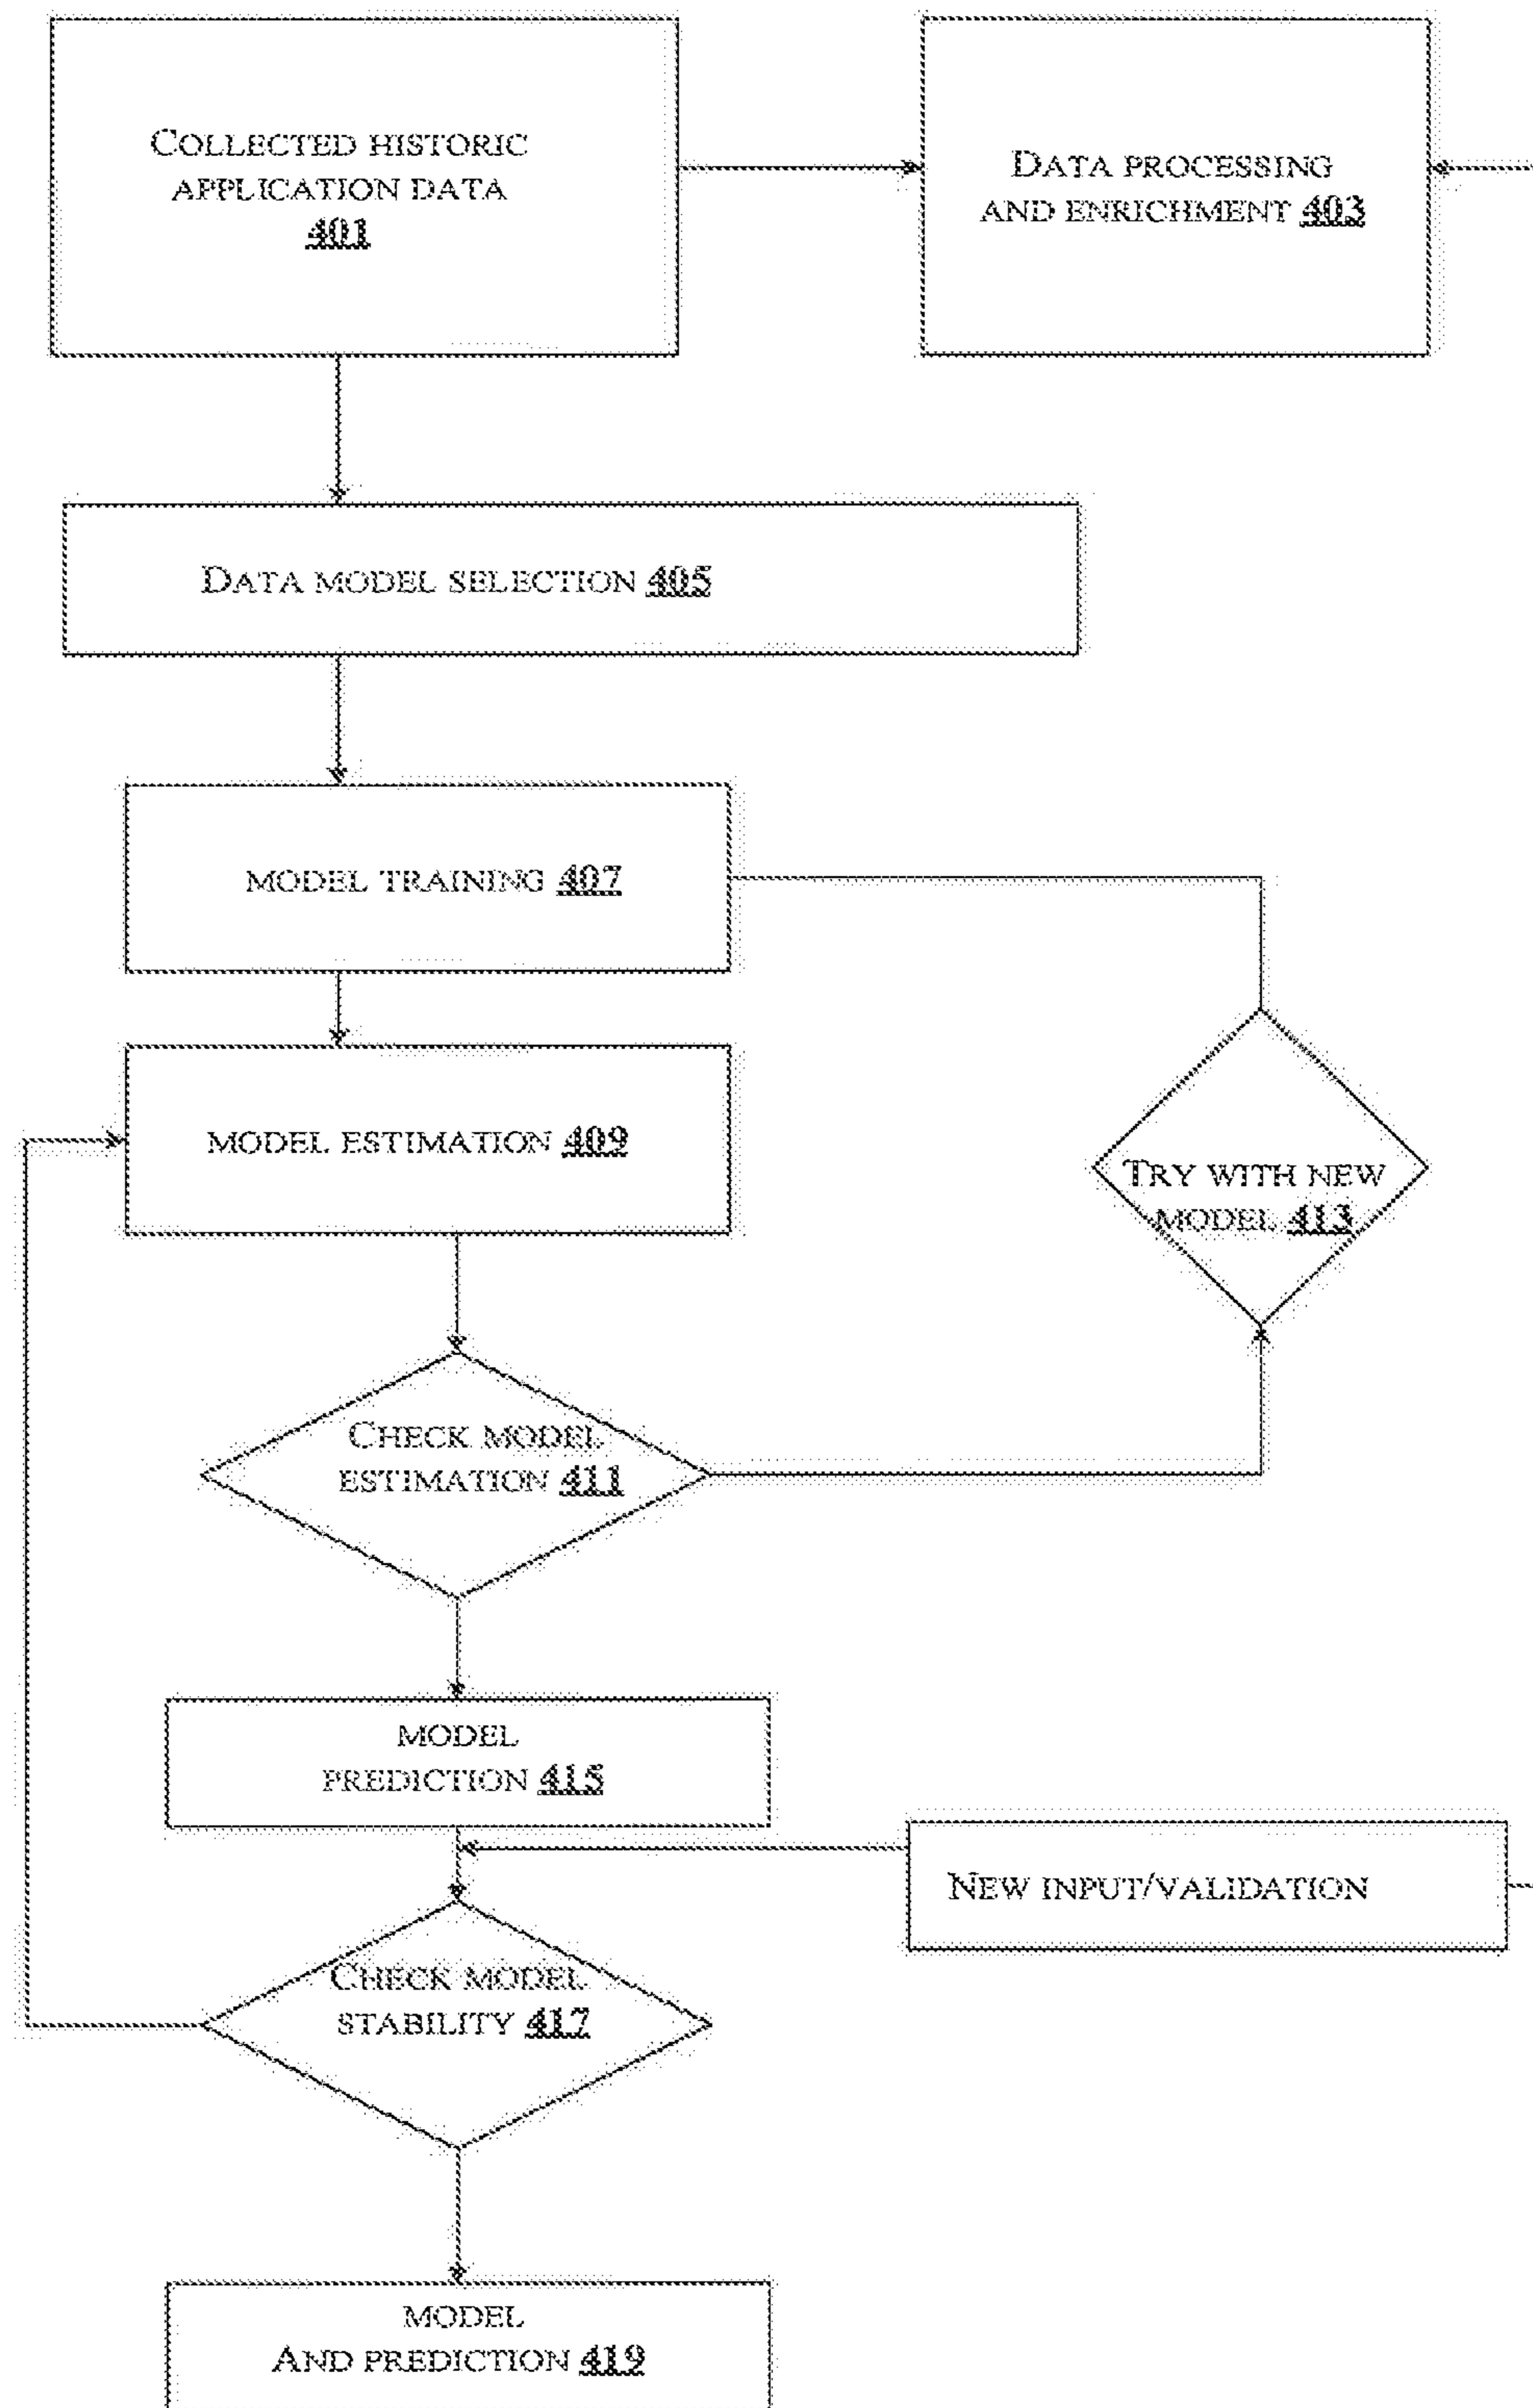 COLLECTED HISTORIC
APPLICATION DATA
401
DATA PROCESSING
AND ENRICHMENT 403
DATA MODEL SELECTION 405
MODEL TRAINING 407
MODEL ESTIMATION 409
TRY WITH NEW
MODEL 413
CHECK MODEL
ESTIMATION 411
MODEL
PREDICTION 415
NEW INPUT/VALIDATION
CHECK MODEL
STABILITY 417
MODEL
AND PREDICTION 419